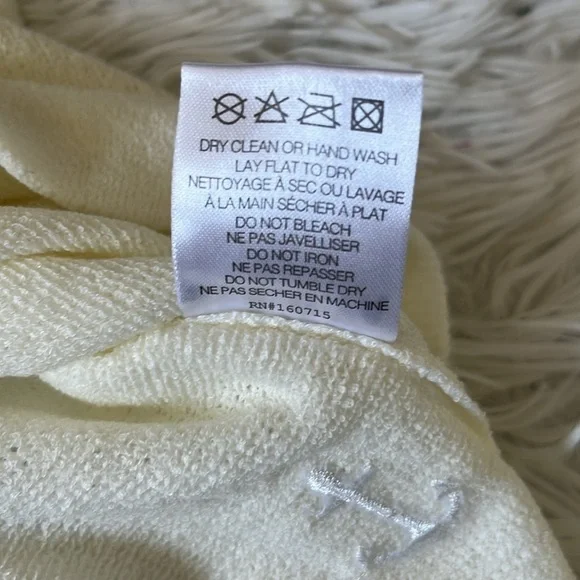 DRY CLEAN OR HAND WASH
LAY FLAT TO DRY
NETTOYAGE À SEC OU LAVAGE
À LA MAIN SÉCHER À PLAT
DO NOT BLEACH
NE PAS JAVELLISER
DO NOT IRON
NE PAS REPASSER
DO NOT TUMBLE DRY
NE PAS SECHER EN MACHINE
RN#160715